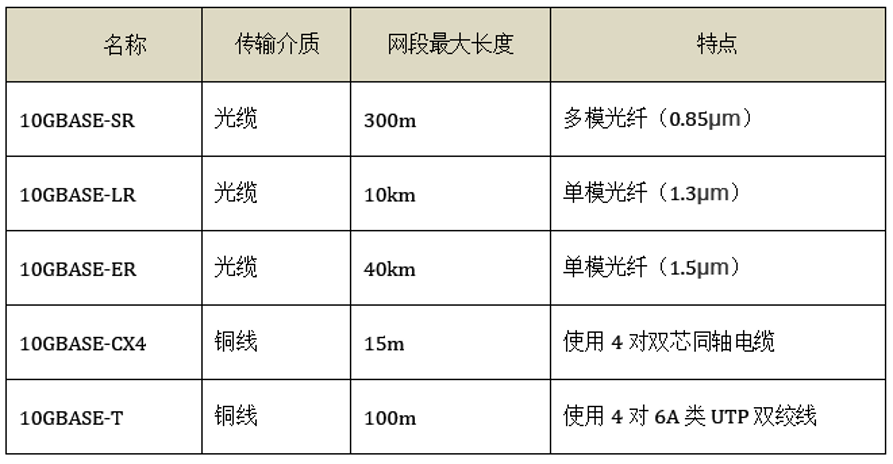 名称 传输介质 网段最大长度 特点
10GBASE-SR 光缆 300m 多模光纤（0.85μm）
10GBASE-LR 光缆 10km 单模光纤（1.3μm）
10GBASE-ER 光缆 40km 单模光纤（1.5μm）
10GBASE-CX4 铜线 15m 使用 4 对双芯同轴电缆
10GBASE-T 铜线 100m 使用 4 对 6A 类 UTP 双绞线